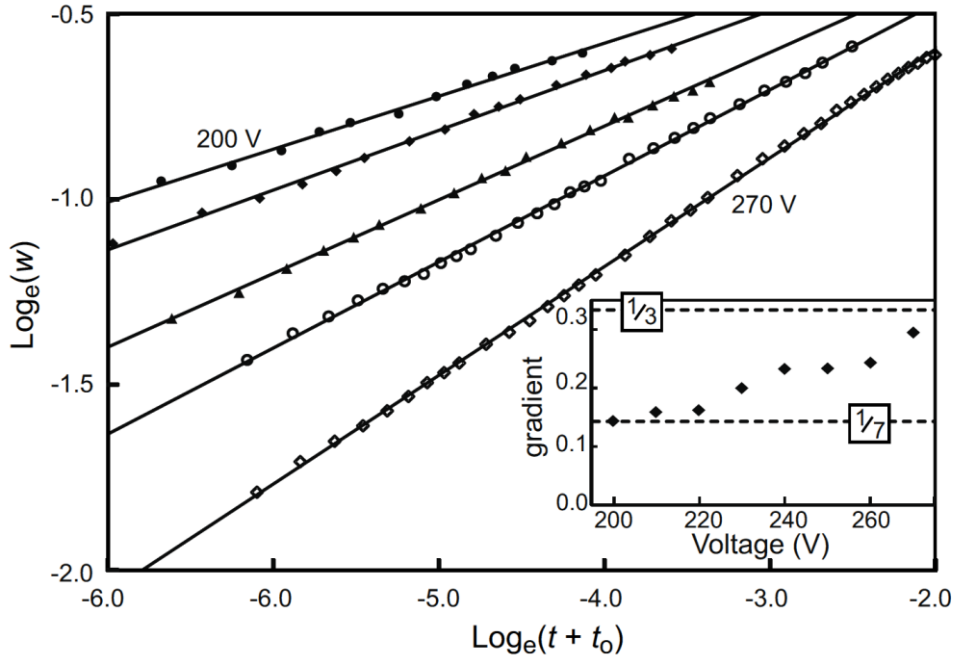 -0.5
-1.0
-1.5
-2.0
Logₑ(w)
200 V
270 V
-6.0 -6.0 -5.0 -4.0 -3.0 -2.0
Logₑ(t + tₒ)
0.3
0.2
0.1
0.0
gradient
1/3
1/7
200 220 240 260
Voltage (V)